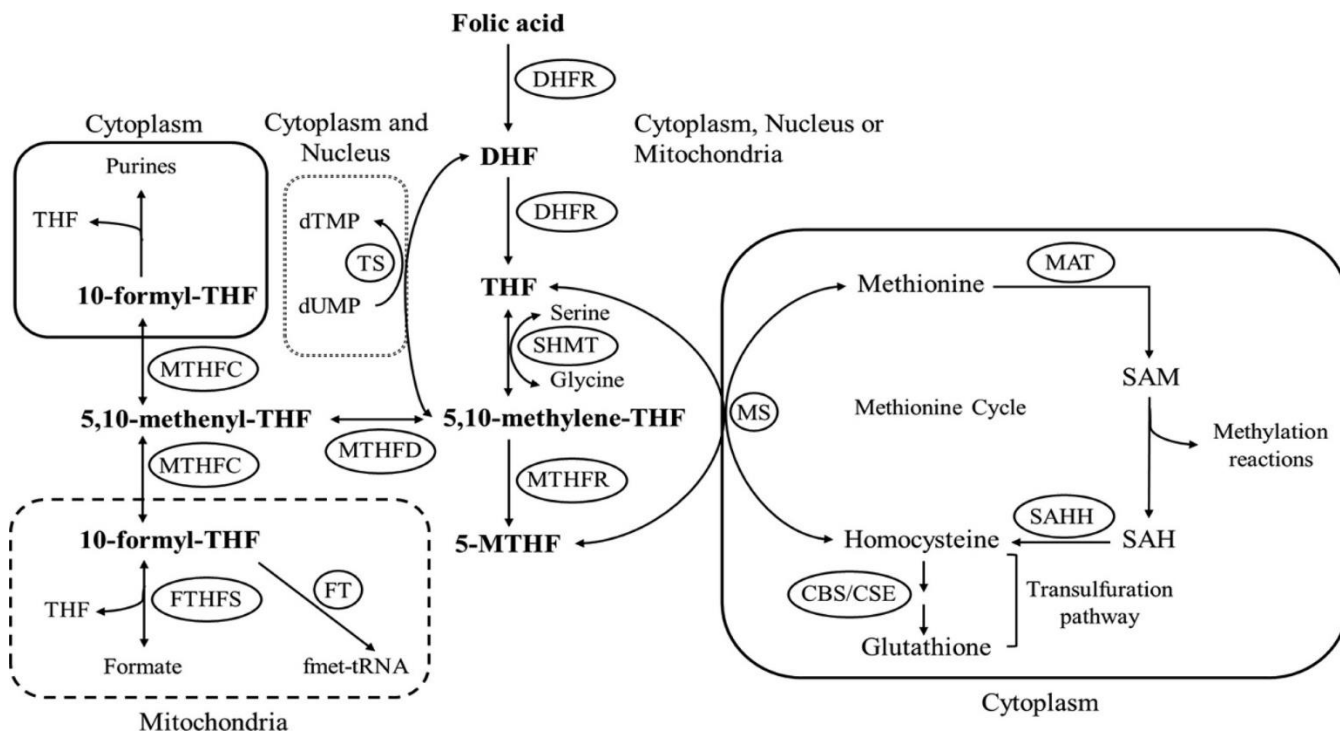 Folic acid
DHFR
Cytoplasm
Purines
THF
10-formyl-THF
Cytoplasm and
Nucleus
dTMP
TS
dUMP
DHF
Cytoplasm, Nucleus or
Mitochondria
DHFR
THF
Serine
SHMT
Glycine
MTHFC
5,10-methenyl-THF
MTHFD
5,10-methylene-THF
MTHFC
MTHFR
5-MTHF
10-formyl-THF
THF
FTHFS
FT
Formate
fmet-tRNA
Mitochondria
MS
Methionine
MAT
SAM
Methionine Cycle
Methylation
reactions
SAHH
Homocysteine
SAH
CBS/CSE
Transulfuration
pathway
Glutathione
Cytoplasm